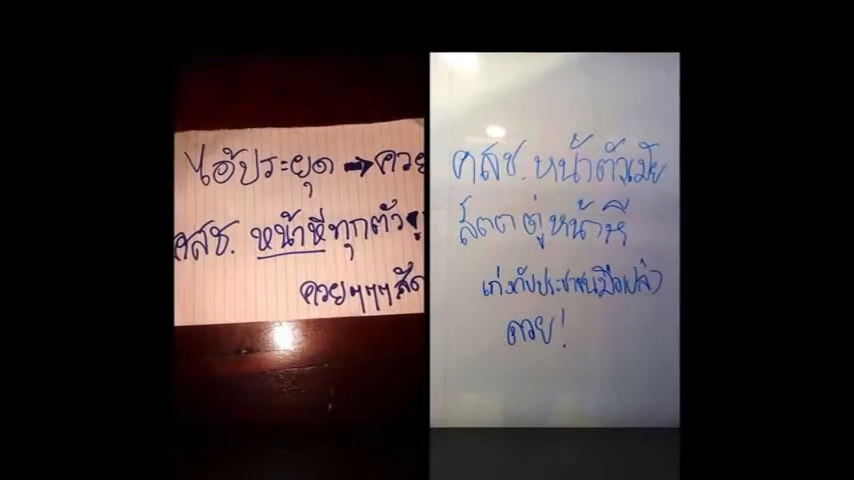 ไอ้ประยุด → ควย
คสช. หน้าหีทุกตัว
ควยๆๆๆ สัด
คสช. หน้าตัวเมีย
หน้าหี
เก่งกับประชาชนมือเปล่า
ควย!